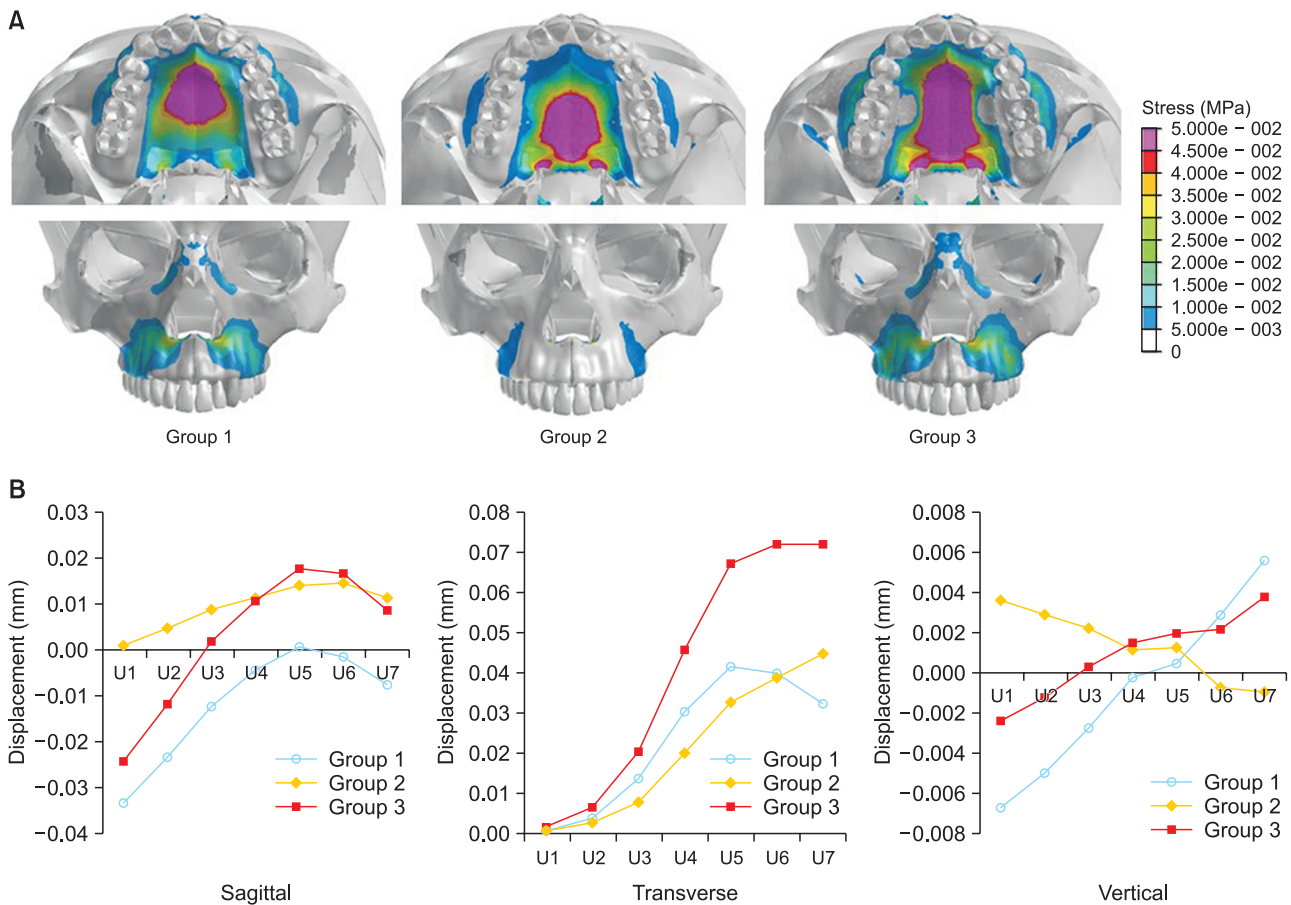 A
Stress (MPa)
5.000e − 002
4.500e − 002
4.000e − 002
3.500e − 002
3.000e − 002
2.500e − 002
2.000e − 002
1.000e − 002
5.000e − 003
0
Group 1 Group 2 Group 3
B
0.03
0.02
0.01
0.00
−0.01
−0.02
−0.03
−0.04
Displacement (mm)
U1 U2 U3 U4 U5 U6 U7
Group 1
Group 2
Group 3
Sagittal
0.08
0.07
0.06
0.05
0.04
0.03
0.02
0.01
0.00
Displacement (mm)
U1 U2 U3 U4 U5 U6 U7
Group 1
Group 2
Group 3
Transverse
0.008
0.006
0.004
0.002
0.000
−0.002
−0.004
−0.006
−0.008
Displacement (mm)
U1 U2 U3 U4 U5 U6 U7
Group 1
Group 2
Group 3
Vertical